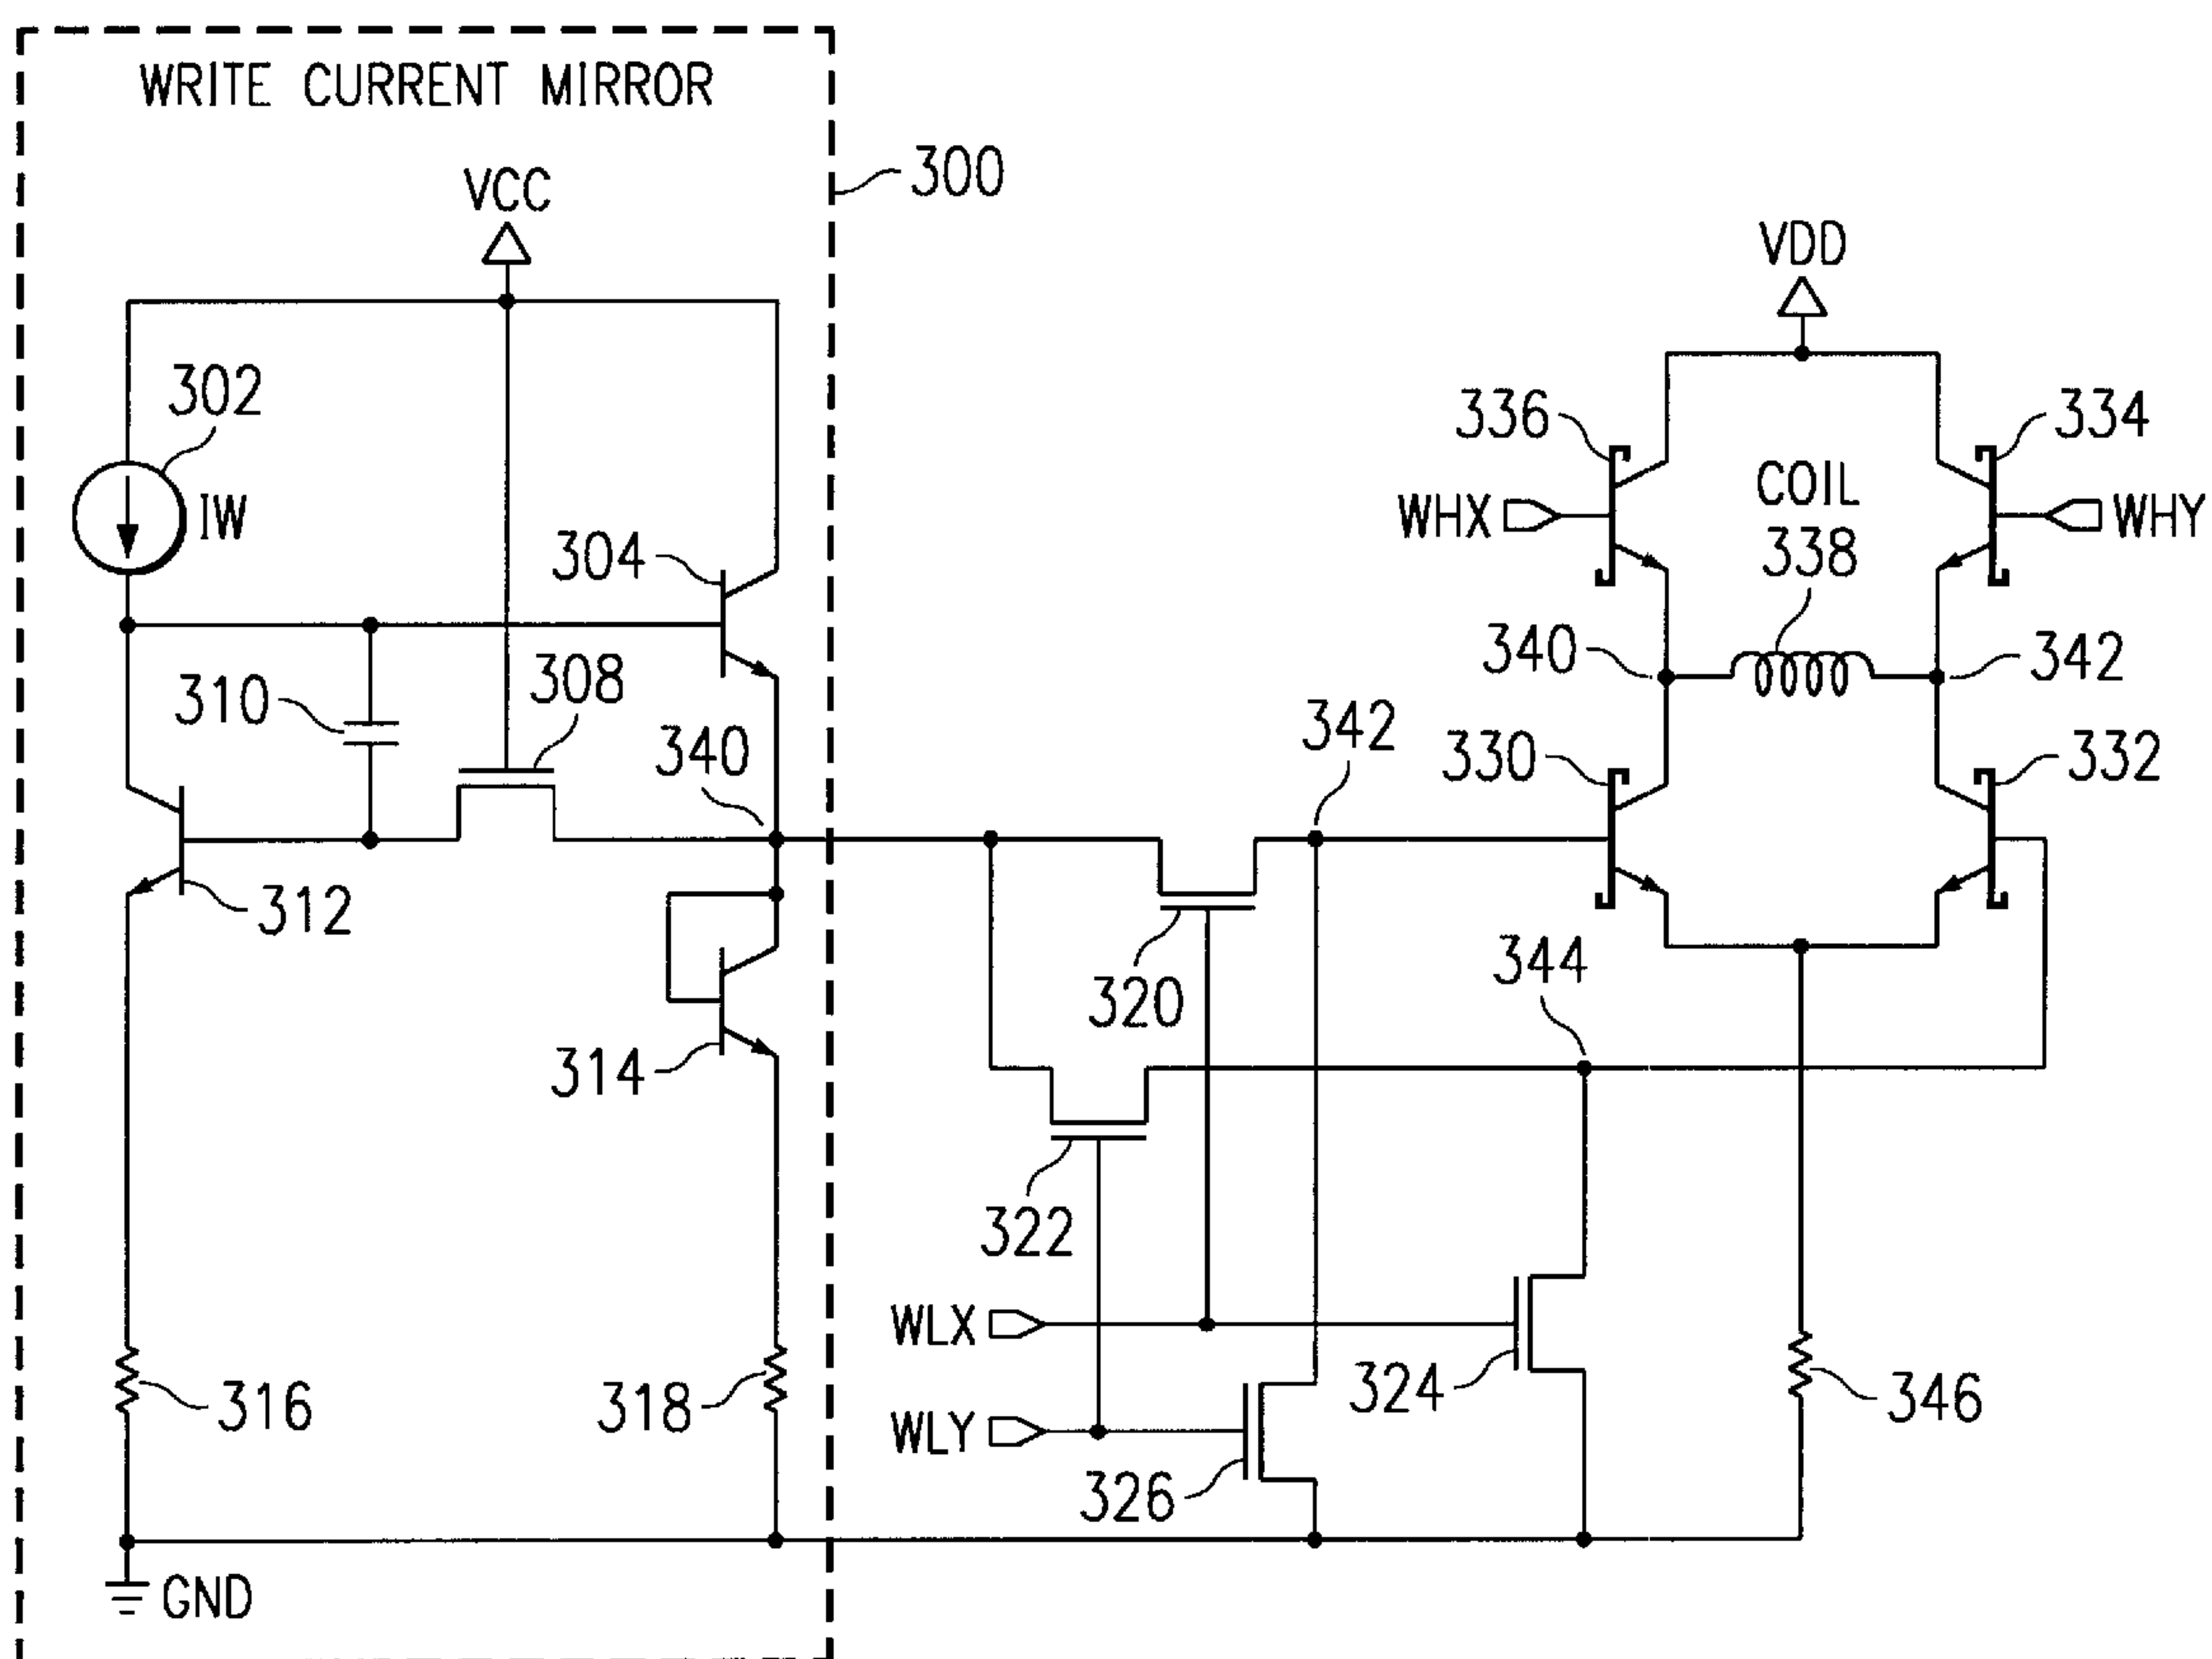 WRITE CURRENT MIRROR
300
VCC
VDD
302
IW
336
334
COIL
WHX
WHY
338
304
310
308
340
342
340
342
330
332
312
344
320
314
322
WLX
WLY
324
326
316
318
346
GND